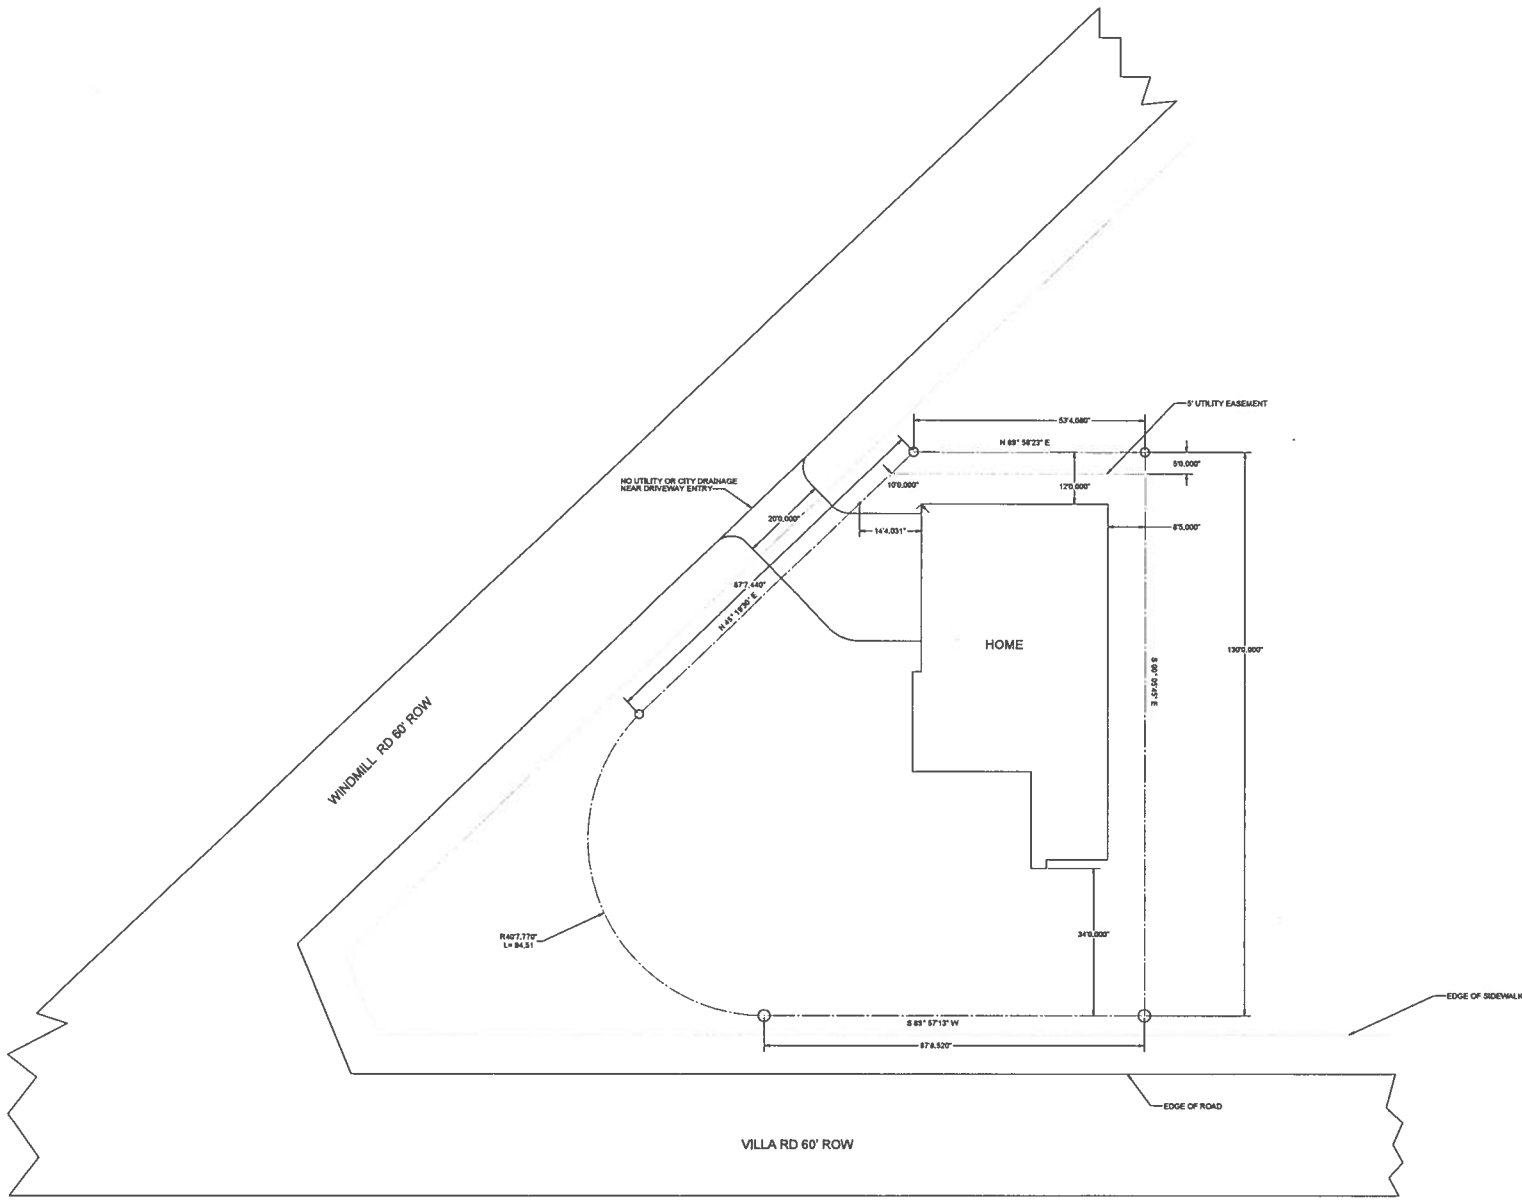 53'4.080"
5' UTILITY EASEMENT
N 89° 58'23" E
5'0.000"
NO UTILITY OR CITY DRAINAGE
NEAR DRIVEWAY ENTRY
10'0.000"
12'0.000"
20'0.000"
14'4.031"
8'5.000"
87'7.440"
HOME
130'0.000"
S 00° 05'45" E
WINDMILL RD 60' ROW
R40'7.770"
L= 94.51
34'0.000"
EDGE OF SIDEWALK
S 89° 57'13" W
87'8.520"
EDGE OF ROAD
VILLA RD 60' ROW